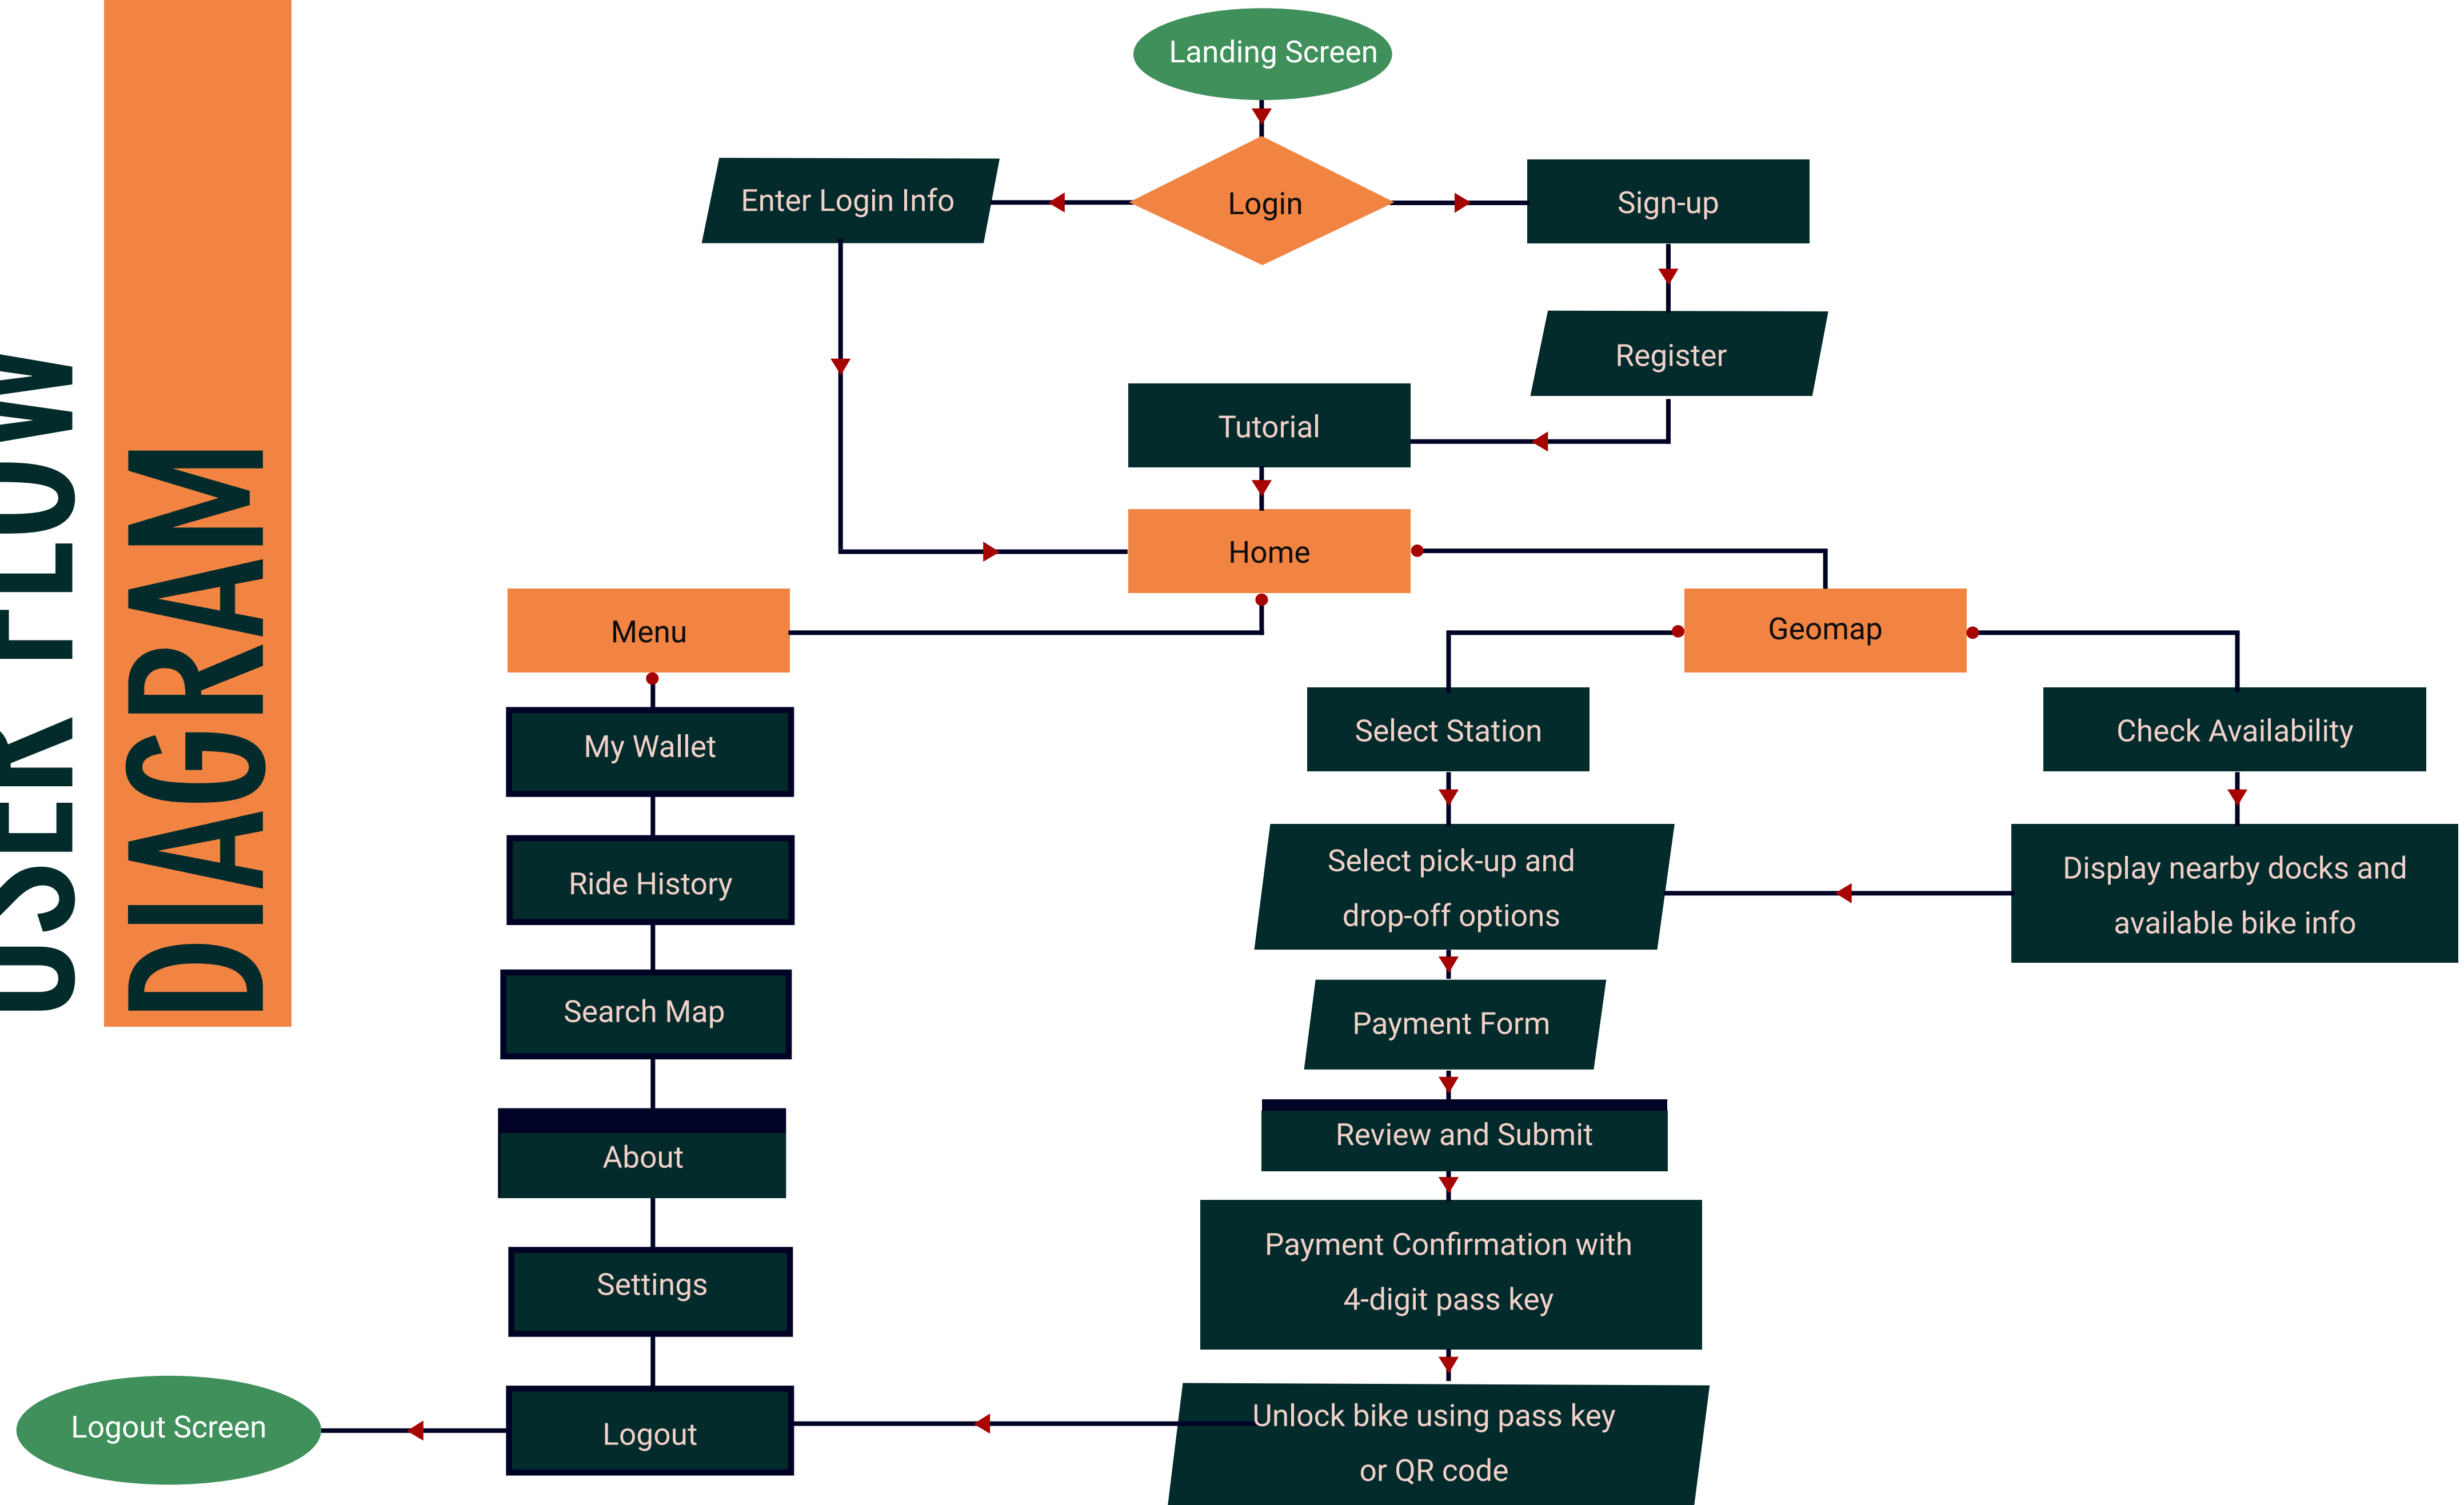 USER FLOW
DIAGRAM
Landing Screen
Enter Login Info
Login
Sign-up
Register
Tutorial
Home
Menu
Geomap
My Wallet
Select Station
Check Availability
Ride History
Select pick-up and
drop-off options
Display nearby docks and
available bike info
Search Map
Payment Form
About
Review and Submit
Settings
Payment Confirmation with
4-digit pass key
Logout Screen
Logout
Unlock bike using pass key
or QR code